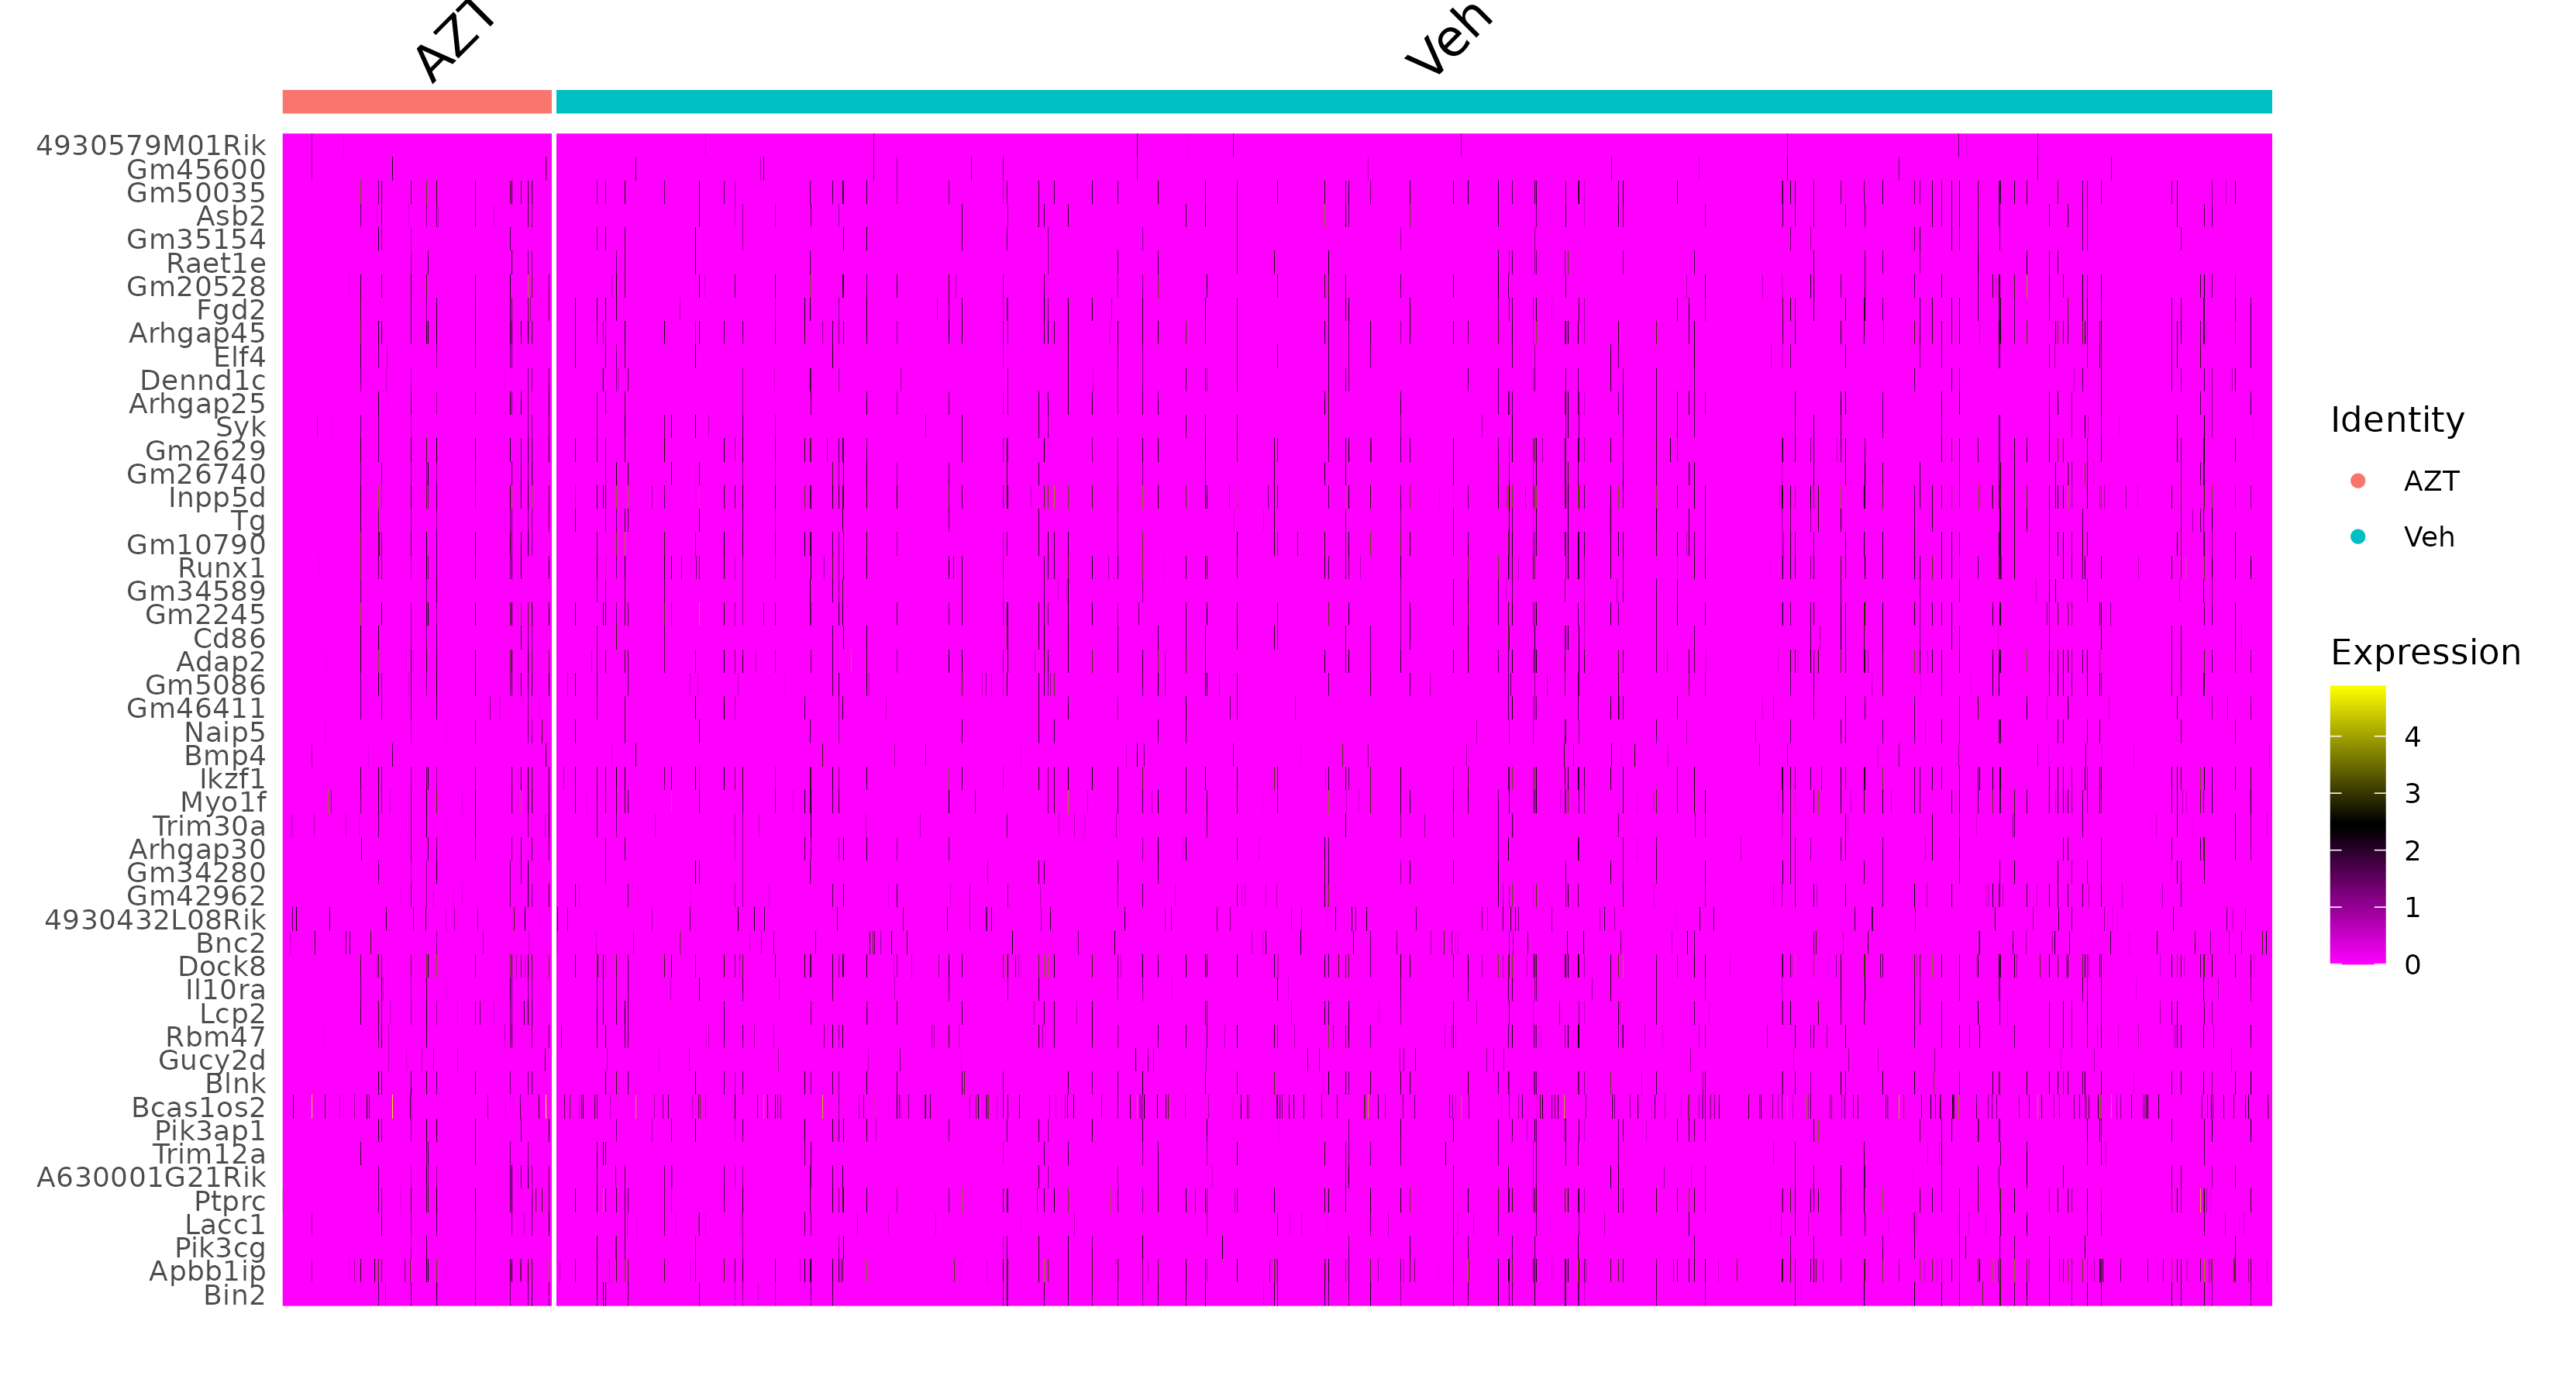 AZT
Veh
4930579M01Rik
Gm45600
Gm50035
Asb2
Gm35154
Raet1e
Gm20528
Fgd2
Arhgap45
Elf4
Dennd1c
Arhgap25
Syk
Gm2629
Gm26740
Inpp5d
Tg
Gm10790
Runx1
Gm34589
Gm2245
Cd86
Adap2
Gm5086
Gm46411
Naip5
Bmp4
Ikzf1
Myo1f
Trim30a
Arhgap30
Gm34280
Gm42962
4930432L08Rik
Bnc2
Dock8
Il10ra
Lcp2
Rbm47
Gucy2d
Blnk
Bcas1os2
Pik3ap1
Trim12a
A630001G21Rik
Ptprc
Lacc1
Pik3cg
Apbb1ip
Bin2
Identity
AZT
Veh
Expression
4
3
2
1
0